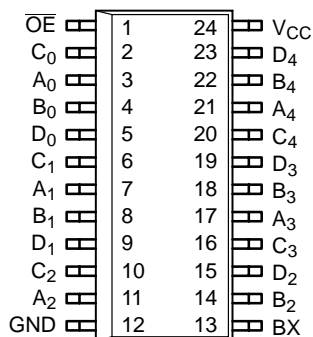 O̅E̅ 1 24 V_CC
C₀ 2 23 D₄
A₀ 3 22 B₄
B₀ 4 21 A₄
D₀ 5 20 C₄
C₁ 6 19 D₃
A₁ 7 18 B₃
B₁ 8 17 A₃
D₁ 9 16 C₃
C₂ 10 15 D₂
A₂ 11 14 B₂
GND 12 13 BX